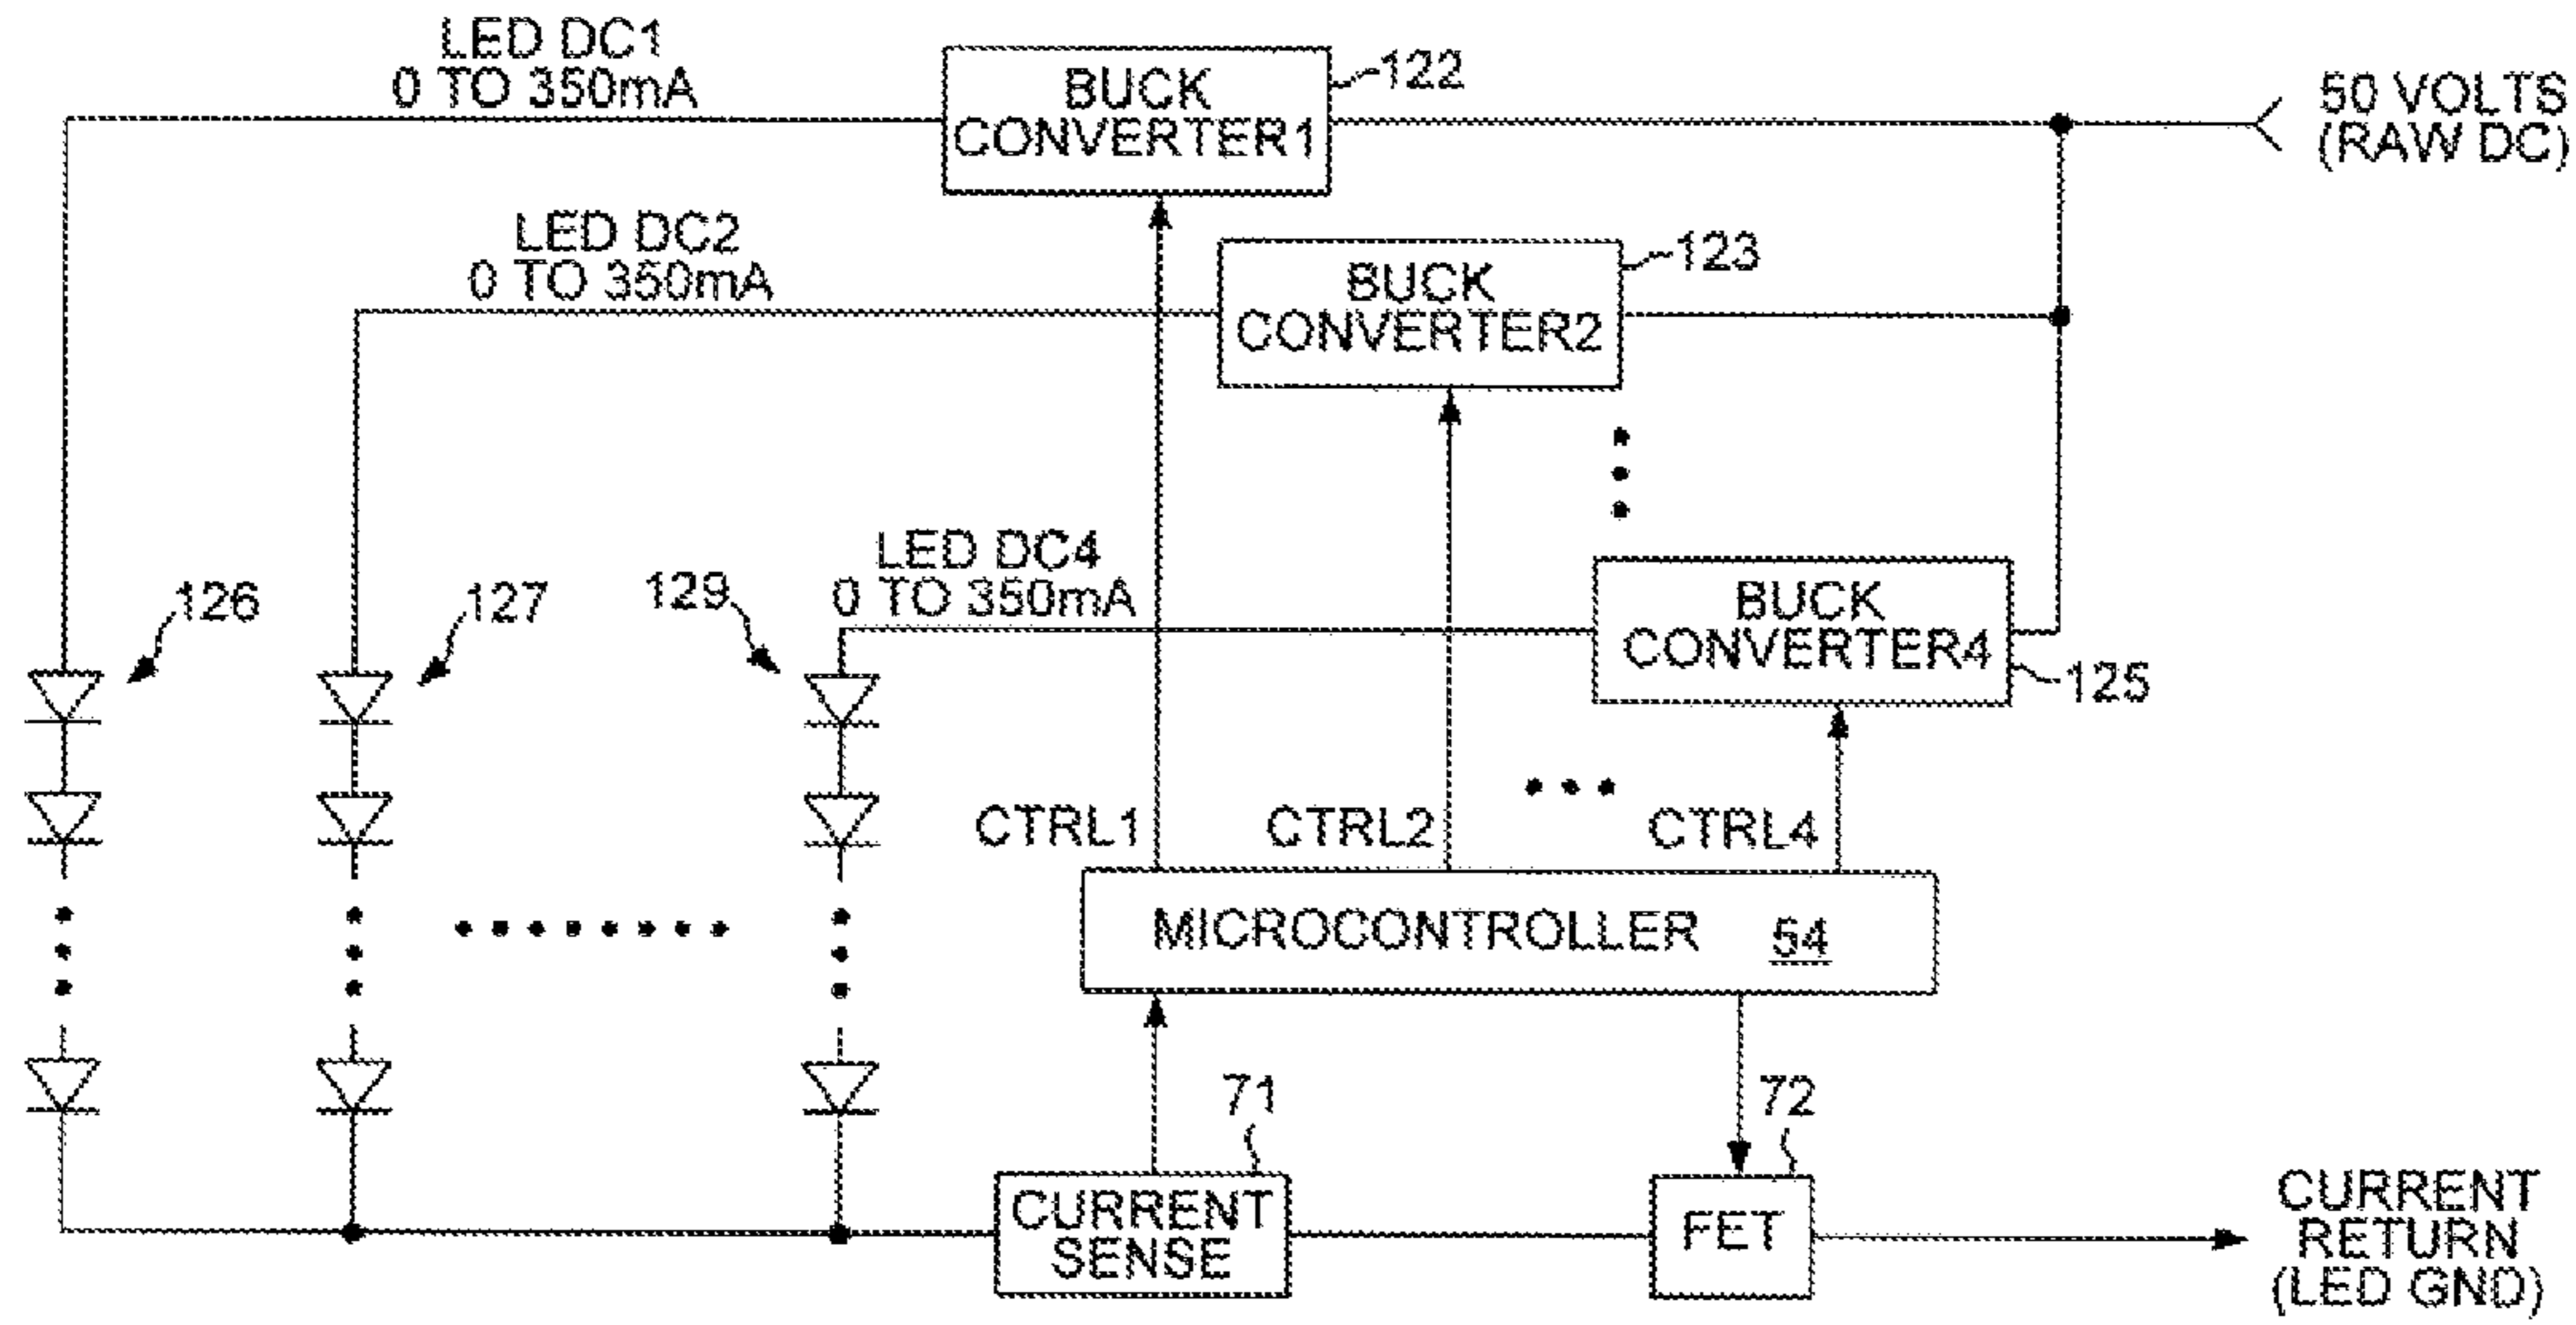 LED DC1
0 TO 350mA
BUCK
CONVERTER1
122
50 VOLTS
(RAW DC)
LED DC2
0 TO 350mA
BUCK
CONVERTER2
123
LED DC4
0 TO 350mA
BUCK
CONVERTER4
125
126
127
129
CTRL1
CTRL2
CTRL4
MICROCONTROLLER 54
71
72
CURRENT
SENSE
FET
CURRENT
RETURN
(LED GND)